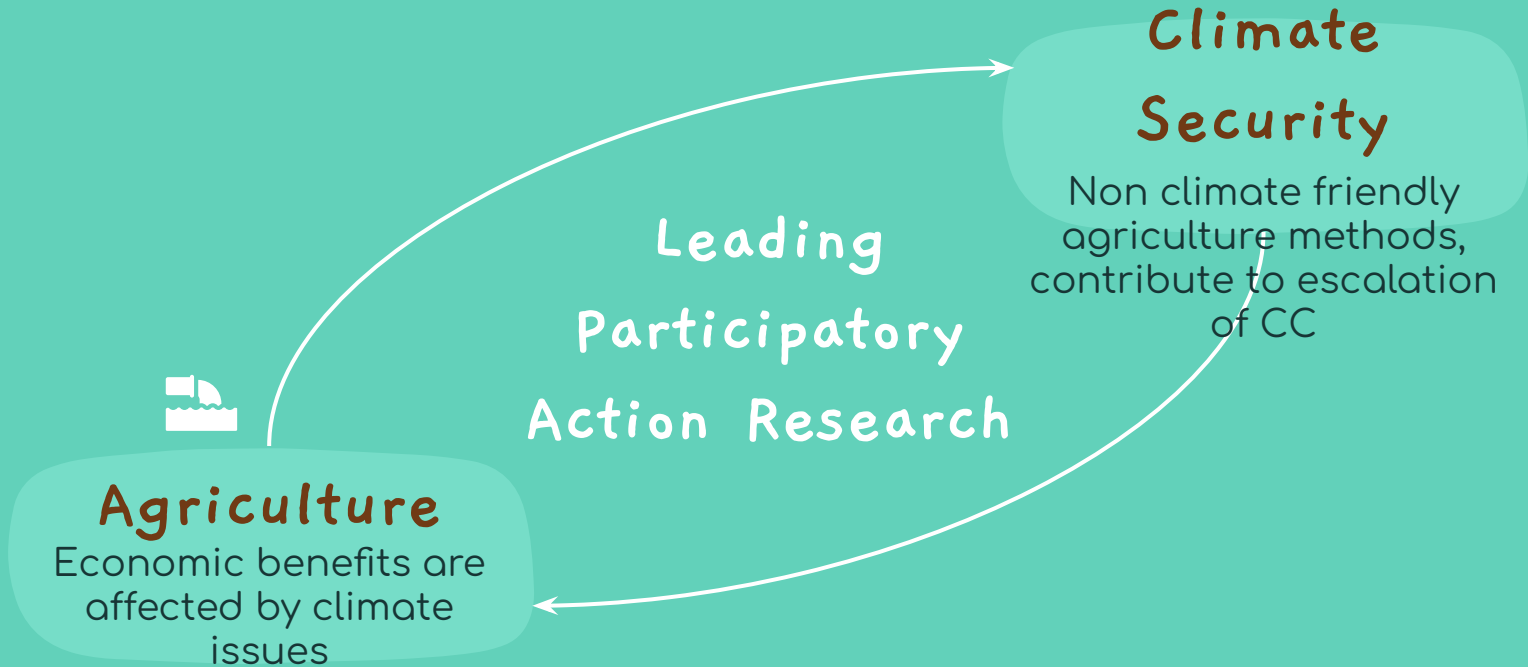 Climate
Security
Non climate friendly
agriculture methods,
contribute to escalation
of CC
Leading
Participatory
Action Research
Agriculture
Economic benefits are
affected by climate
issues